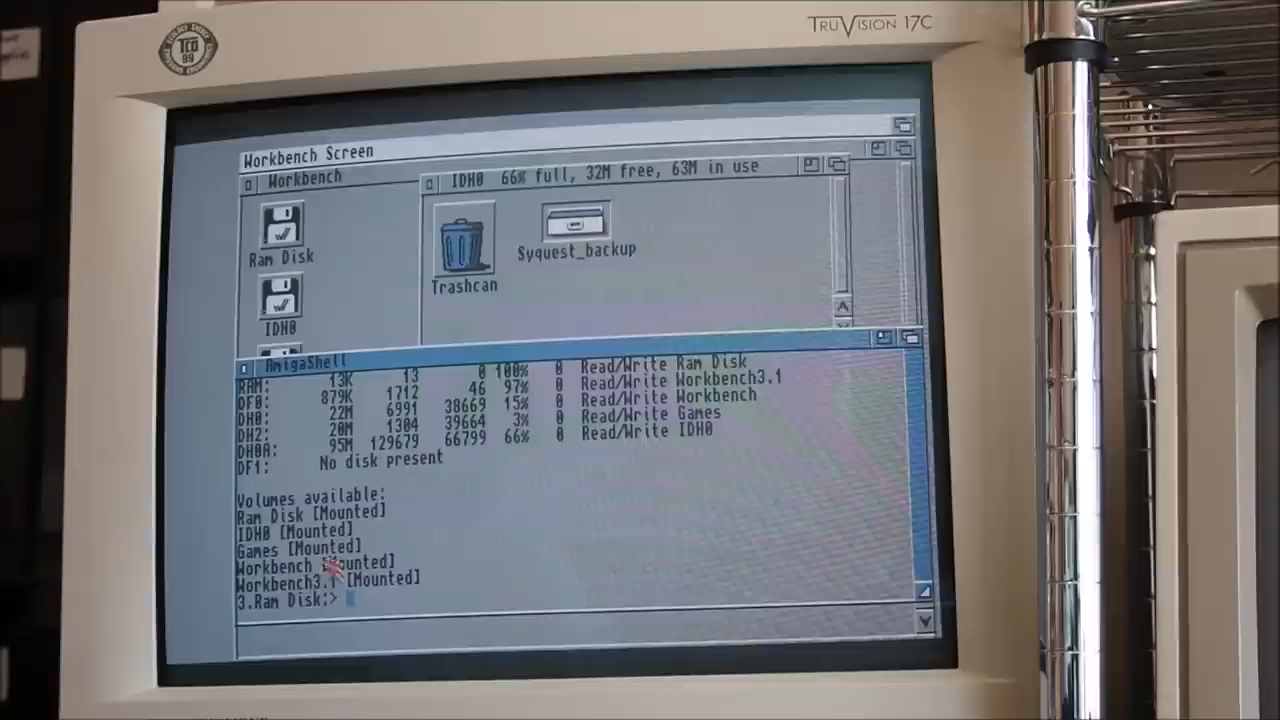 TRUVISION 17C
TCO
99
Workbench Screen
Workbench
IDH0 66% full, 32M free, 63M in use
Ram Disk
Syquest_backup
Trashcan
IDH0
AmigaShell
RAM: 13K 13 0 100% 0 Read/Write Ram Disk
DF0: 879K 1712 46 97% 0 Read/Write Workbench3.1
DH0: 22M 6991 38669 15% 0 Read/Write Workbench
DH2: 20M 1304 39664 3% 0 Read/Write Games
DH0A: 95M 129679 66799 66% 0 Read/Write IDH0
DF1: No disk present
Volumes available:
Ram Disk [Mounted]
IDH0 [Mounted]
Games [Mounted]
Workbench [Mounted]
Workbench3.1 [Mounted]
3.Ram Disk:>